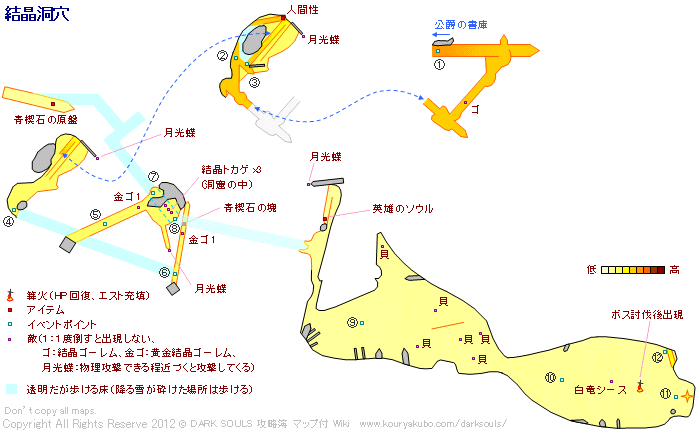 結晶洞穴
人間性
月光蝶
公爵の書庫
①
②
③
ゴ
青楔石の原盤
月光蝶
結晶トカゲ x3
(洞窟の中)
月光蝶
⑦
金ゴ1
青楔石の塊
英雄のソウル
④
⑤
⑧
金ゴ1
貝
⑥
月光蝶
低 高
篝火(HP回復、エスト充填)
アイテム
イベントポイント
敵(1:1度倒すと出現しない、
ゴ:結晶ゴーレム、金ゴ:黄金結晶ゴーレム、
月光蝶:物理攻撃できる程近づくと攻撃してくる)
透明だが歩ける床(降る雪が砕けた場所は歩ける)
貝
⑨
貝
貝
貝
ボス討伐後出現
⑫
⑩
白竜シース
⑪
Don't copy all maps.
Copyright All Rights Reserve 2012 © DARK SOULS 攻略簿 マップ付 Wiki www.kouryakubo.com/darksouls/